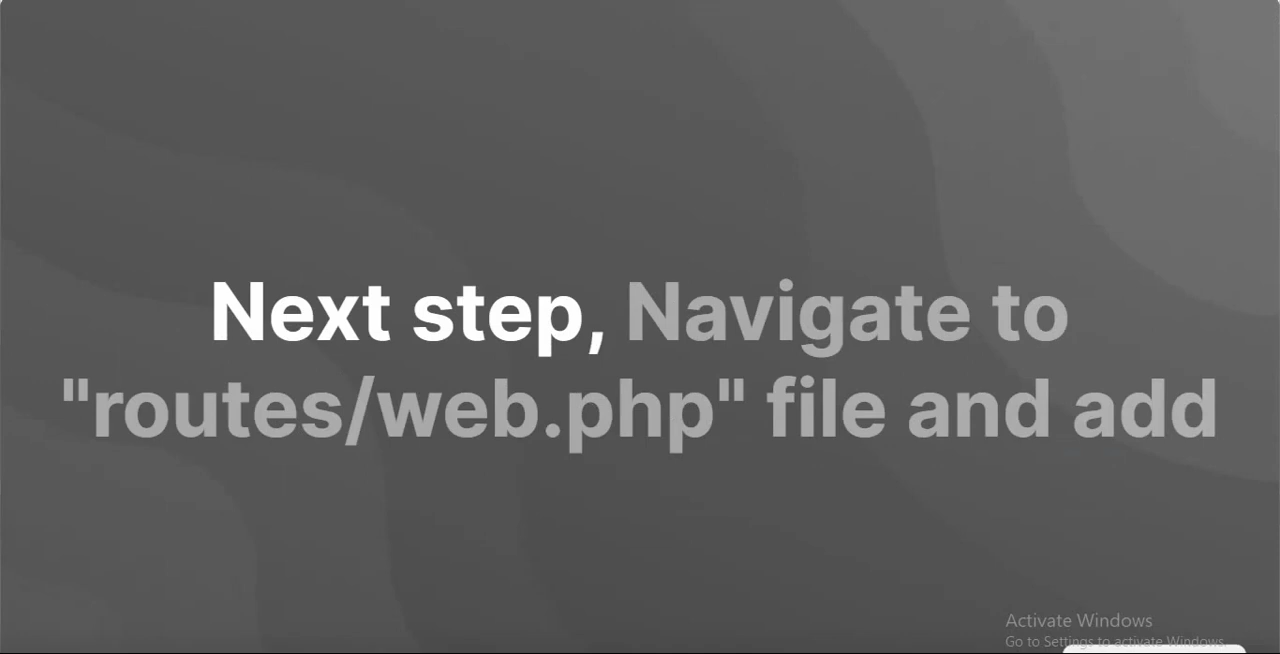 Next step, Navigate to
"routes/web.php" file and add
Activate Windows
Go to Settings to activate Windows.